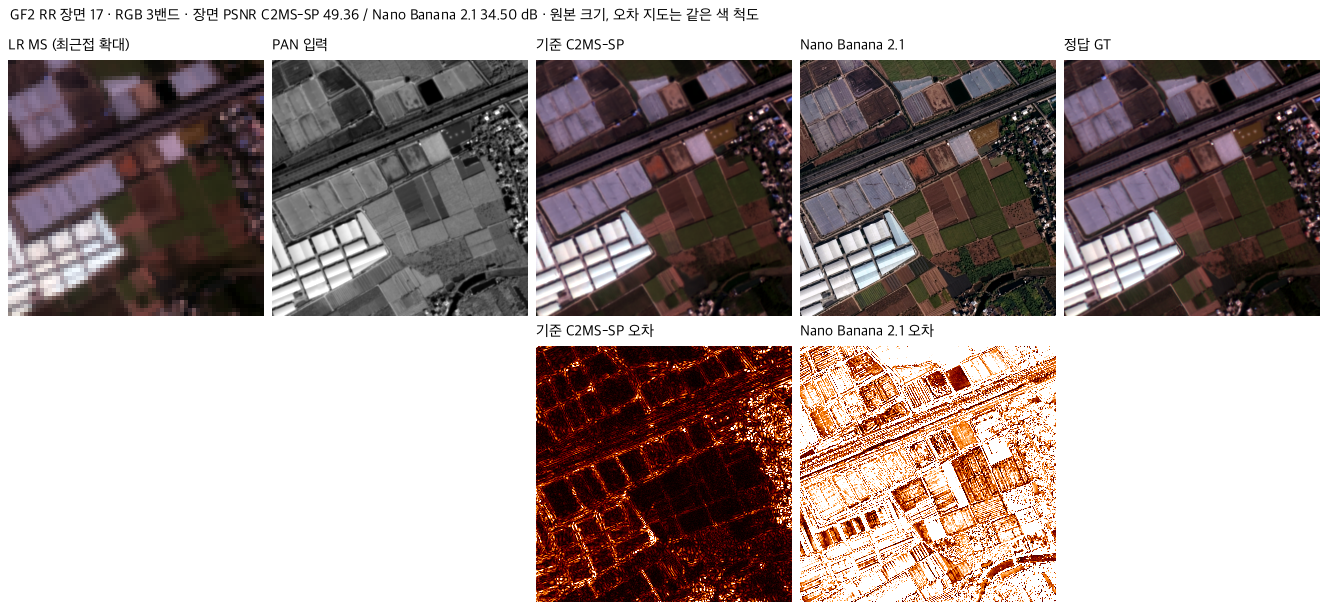 GF2 RR 장면 17 · RGB 3밴드 · 장면 PSNR C2MS-SP 49.36 / Nano Banana 2.1 34.50 dB · 원본 크기, 오차 지도는 같은 색 척도
LR MS (최근접 확대)
PAN 입력
기준 C2MS-SP
Nano Banana 2.1
정답 GT
기준 C2MS-SP 오차
Nano Banana 2.1 오차